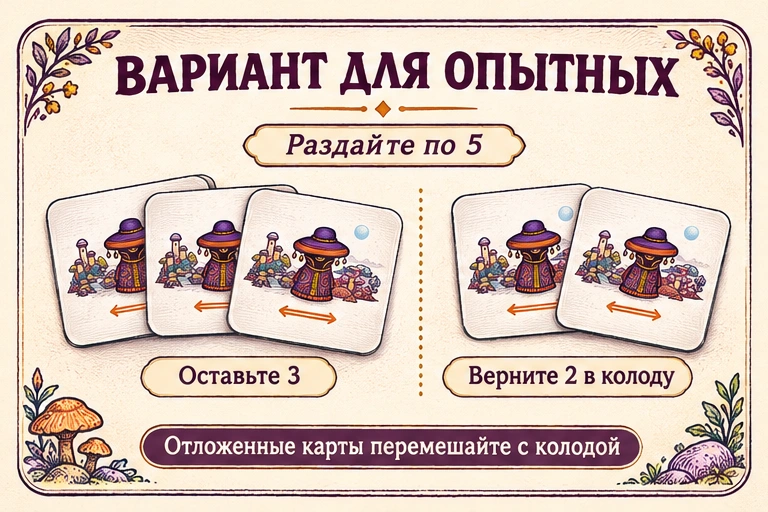 ВАРИАНТ ДЛЯ ОПЫТНЫХ
Раздайте по 5
Оставьте 3
Верните 2 в колоду
Отложенные карты перемешайте с колодой